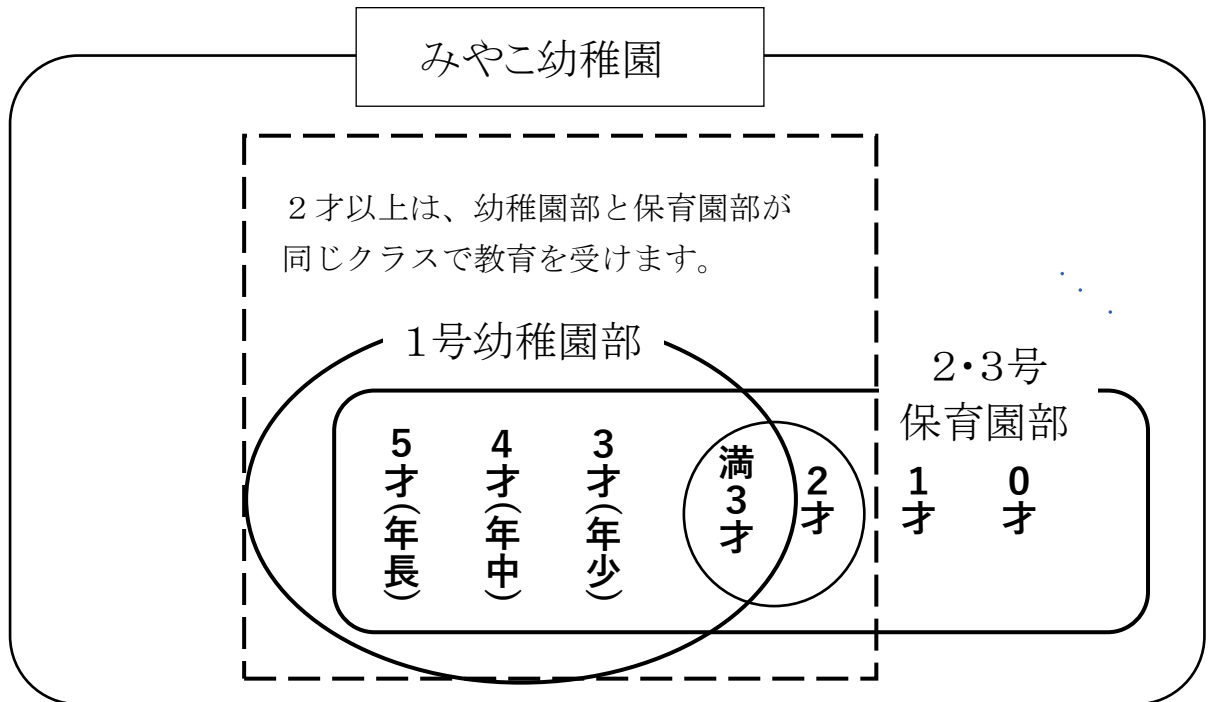 みやこ幼稚園
２才以上は、幼稚園部と保育園部が
同じクラスで教育を受けます。
１号幼稚園部
２・３号
保育園部
5才（年長）
4才（年中）
3才（年少）
満3才
2才
1才
0才